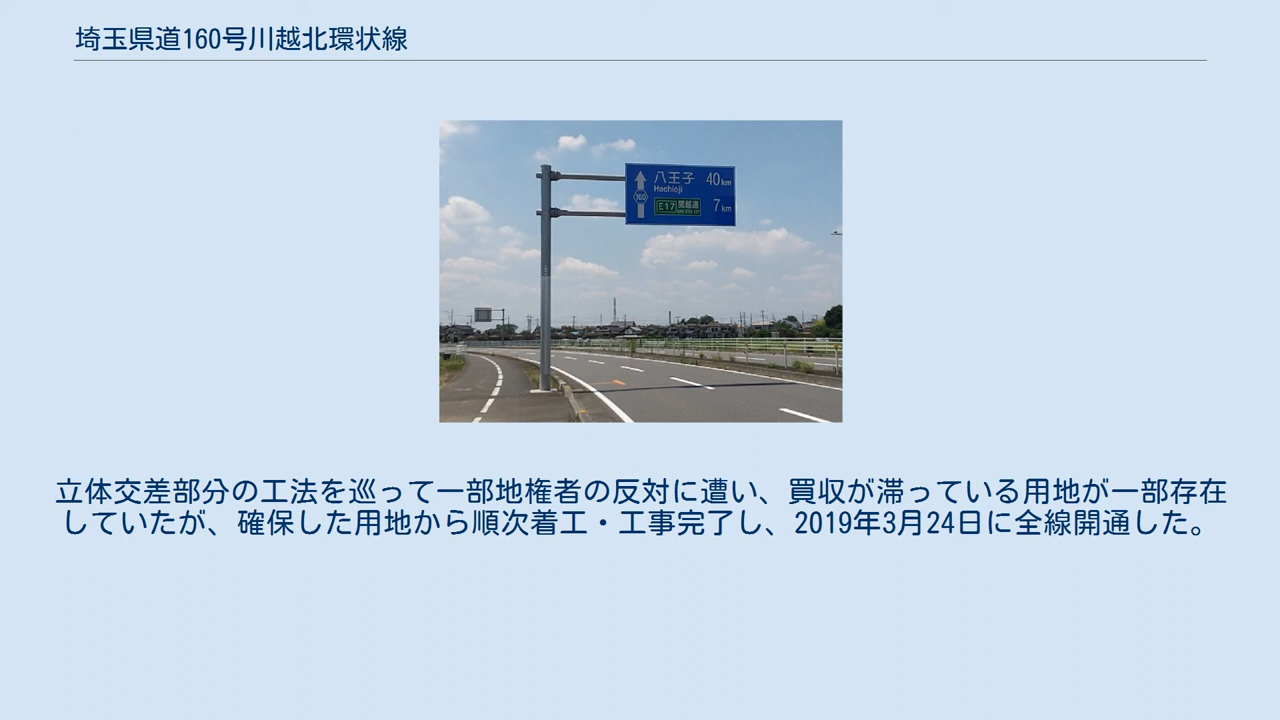 埼玉県道160号川越北環状線
八王子 40km
Hachioji
160
E17 関越道 7km
立体交差部分の工法を巡って一部地権者の反対に遭い、買収が滞っている用地が一部存在
していたが、確保した用地から順次着工・工事完了し、2019年3月24日に全線開通した。